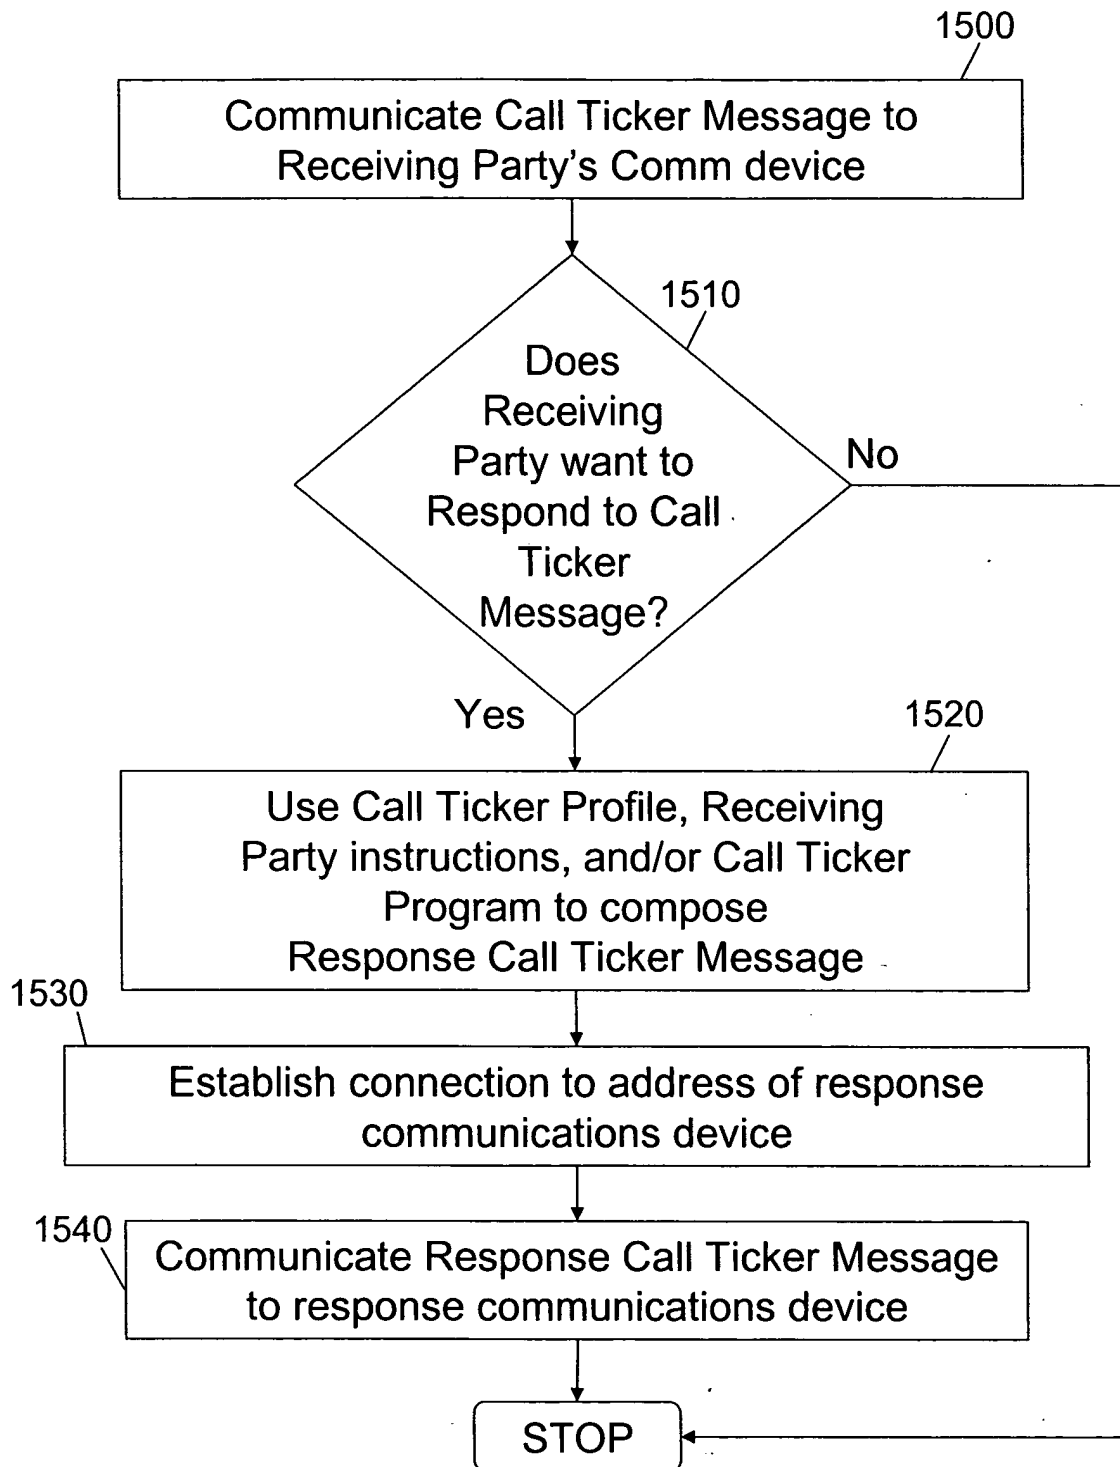 1500
Communicate Call Ticker Message to
Receiving Party's Comm device
1510
Does
Receiving
Party want to
Respond to Call
Ticker
Message?
No
Yes
1520
Use Call Ticker Profile, Receiving
Party instructions, and/or Call Ticker
Program to compose
Response Call Ticker Message
1530
Establish connection to address of response
communications device
1540
Communicate Response Call Ticker Message
to response communications device
STOP